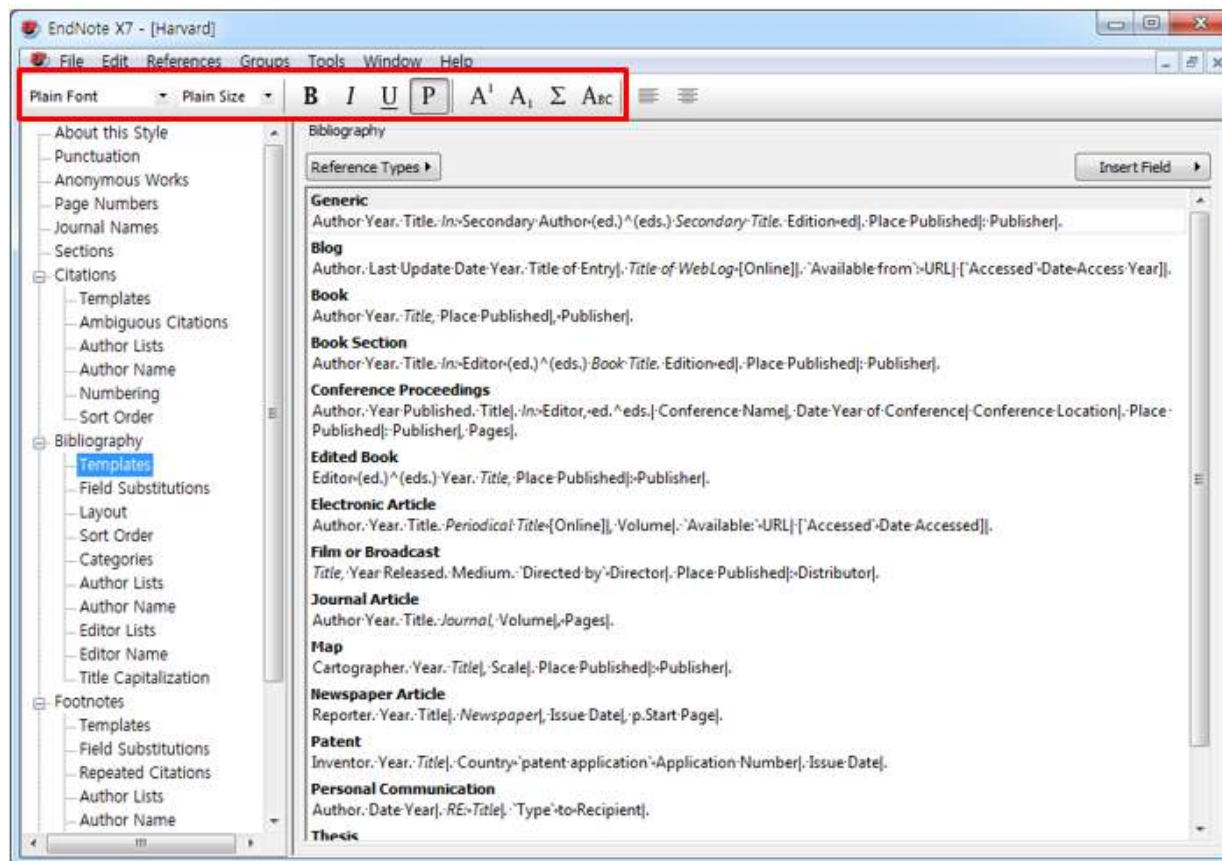 EndNote X7 - [Harvard]
File Edit References Groups Tools Window Help
Plain Font Plain Size B I U P A¹ A₁ Σ ABC
About this Style
Punctuation
Anonymous Works
Page Numbers
Journal Names
Sections
Citations
Templates
Ambiguous Citations
Author Lists
Author Name
Numbering
Sort Order
Bibliography
Templates
Field Substitutions
Layout
Sort Order
Categories
Author Lists
Author Name
Editor Lists
Editor Name
Title Capitalization
Footnotes
Templates
Field Substitutions
Repeated Citations
Author Lists
Author Name
Bibliography
Reference Types Insert Field
Generic
Author·Year.·Title.·In:·Secondary·Author·(ed.)^(eds.)·Secondary·Title.·Edition·ed|.·Place·Published|:·Publisher|.
Blog
Author.·Last·Update·Date·Year.·Title·of·Entry|.·Title·of·WebLog·[Online]|.·`Available·from`:·URL|·[`Accessed`·Date·Access·Year]|.
Book
Author·Year.·Title,·Place·Published|,·Publisher|.
Book Section
Author·Year.·Title.·In:·Editor·(ed.)^(eds.)·Book·Title.·Edition·ed|.·Place·Published|:·Publisher|.
Conference Proceedings
Author.·Year·Published.·Title|.·In:·Editor,·ed.^eds.|·Conference·Name|,·Date·Year·of·Conference|·Conference·Location|.·Place·
Published|:·Publisher|,·Pages|.
Edited Book
Editor·(ed.)^(eds.)·Year.·Title,·Place·Published|:·Publisher|.
Electronic Article
Author.·Year.·Title.·Periodical·Title·[Online]|,·Volume|.·`Available:`·URL|·[`Accessed`·Date·Accessed]|.
Film or Broadcast
Title,·Year·Released.·Medium.·`Directed·by`·Director|.·Place·Published|:·Distributor|.
Journal Article
Author·Year.·Title.·Journal,·Volume|,·Pages|.
Map
Cartographer.·Year.·Title|,·Scale|.·Place·Published|:·Publisher|.
Newspaper Article
Reporter.·Year.·Title|.·Newspaper|,·Issue·Date|,·p.Start·Page|.
Patent
Inventor.·Year.·Title|.·Country·`patent·application`·Application·Number|.·Issue·Date|.
Personal Communication
Author.·Date·Year|.·RE:·Title|.·`Type`·to·Recipient|.
Thesis